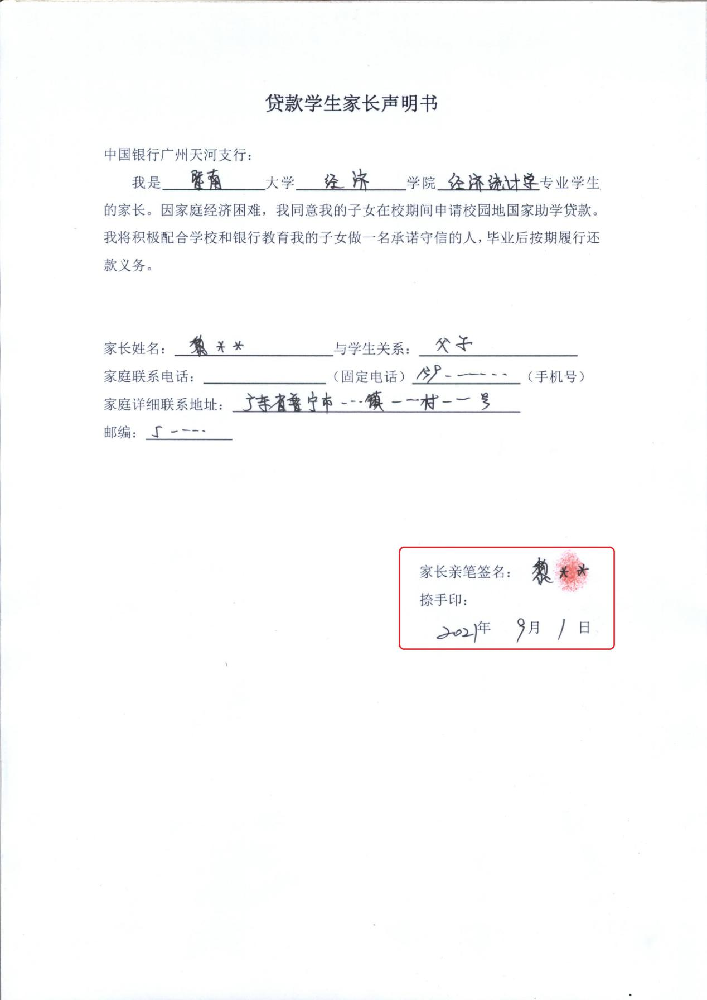 贷款学生家长声明书
中国银行广州天河支行：
我是 暨南 大学 经济 学院 经济统计学 专业学生
的家长。因家庭经济困难，我同意我的子女在校期间申请校园地国家助学贷款。
我将积极配合学校和银行教育我的子女做一名承诺守信的人，毕业后按期履行还
款义务。
家长姓名： 黎** 与学生关系： 父子
家庭联系电话： （固定电话） 139------- （手机号）
家庭详细联系地址： 广东省普宁市---镇---村---号
邮编： 5-----
家长亲笔签名： 黎**
捺手印：
2021年 9月 1日